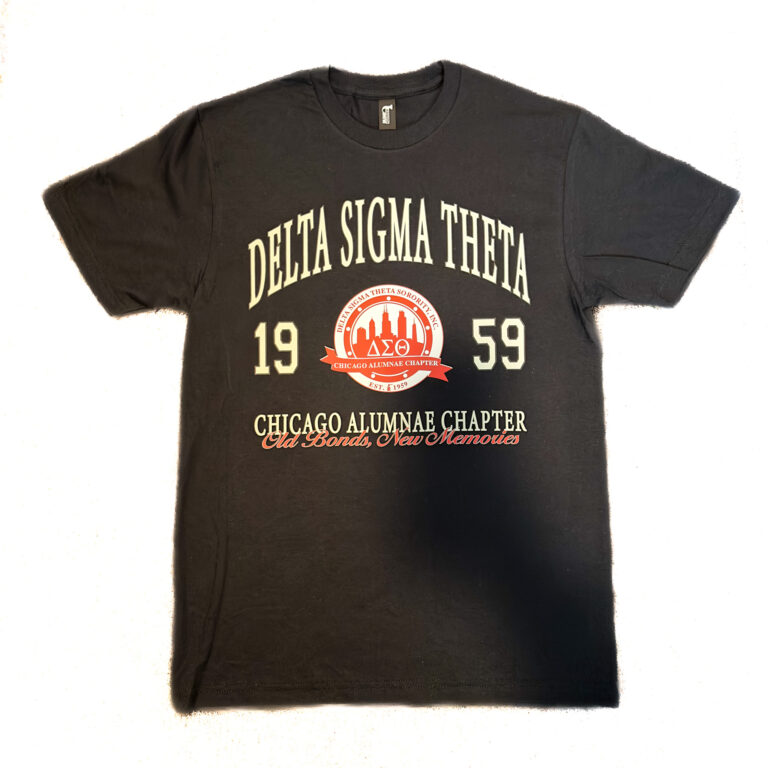 DELTA SIGMA THETA
DELTA SIGMA THETA SORORITY, INC.
19
ΔΣΘ
59
CHICAGO ALUMNAE CHAPTER
EST. 1959
CHICAGO ALUMNAE CHAPTER
Old Bonds, New Memories